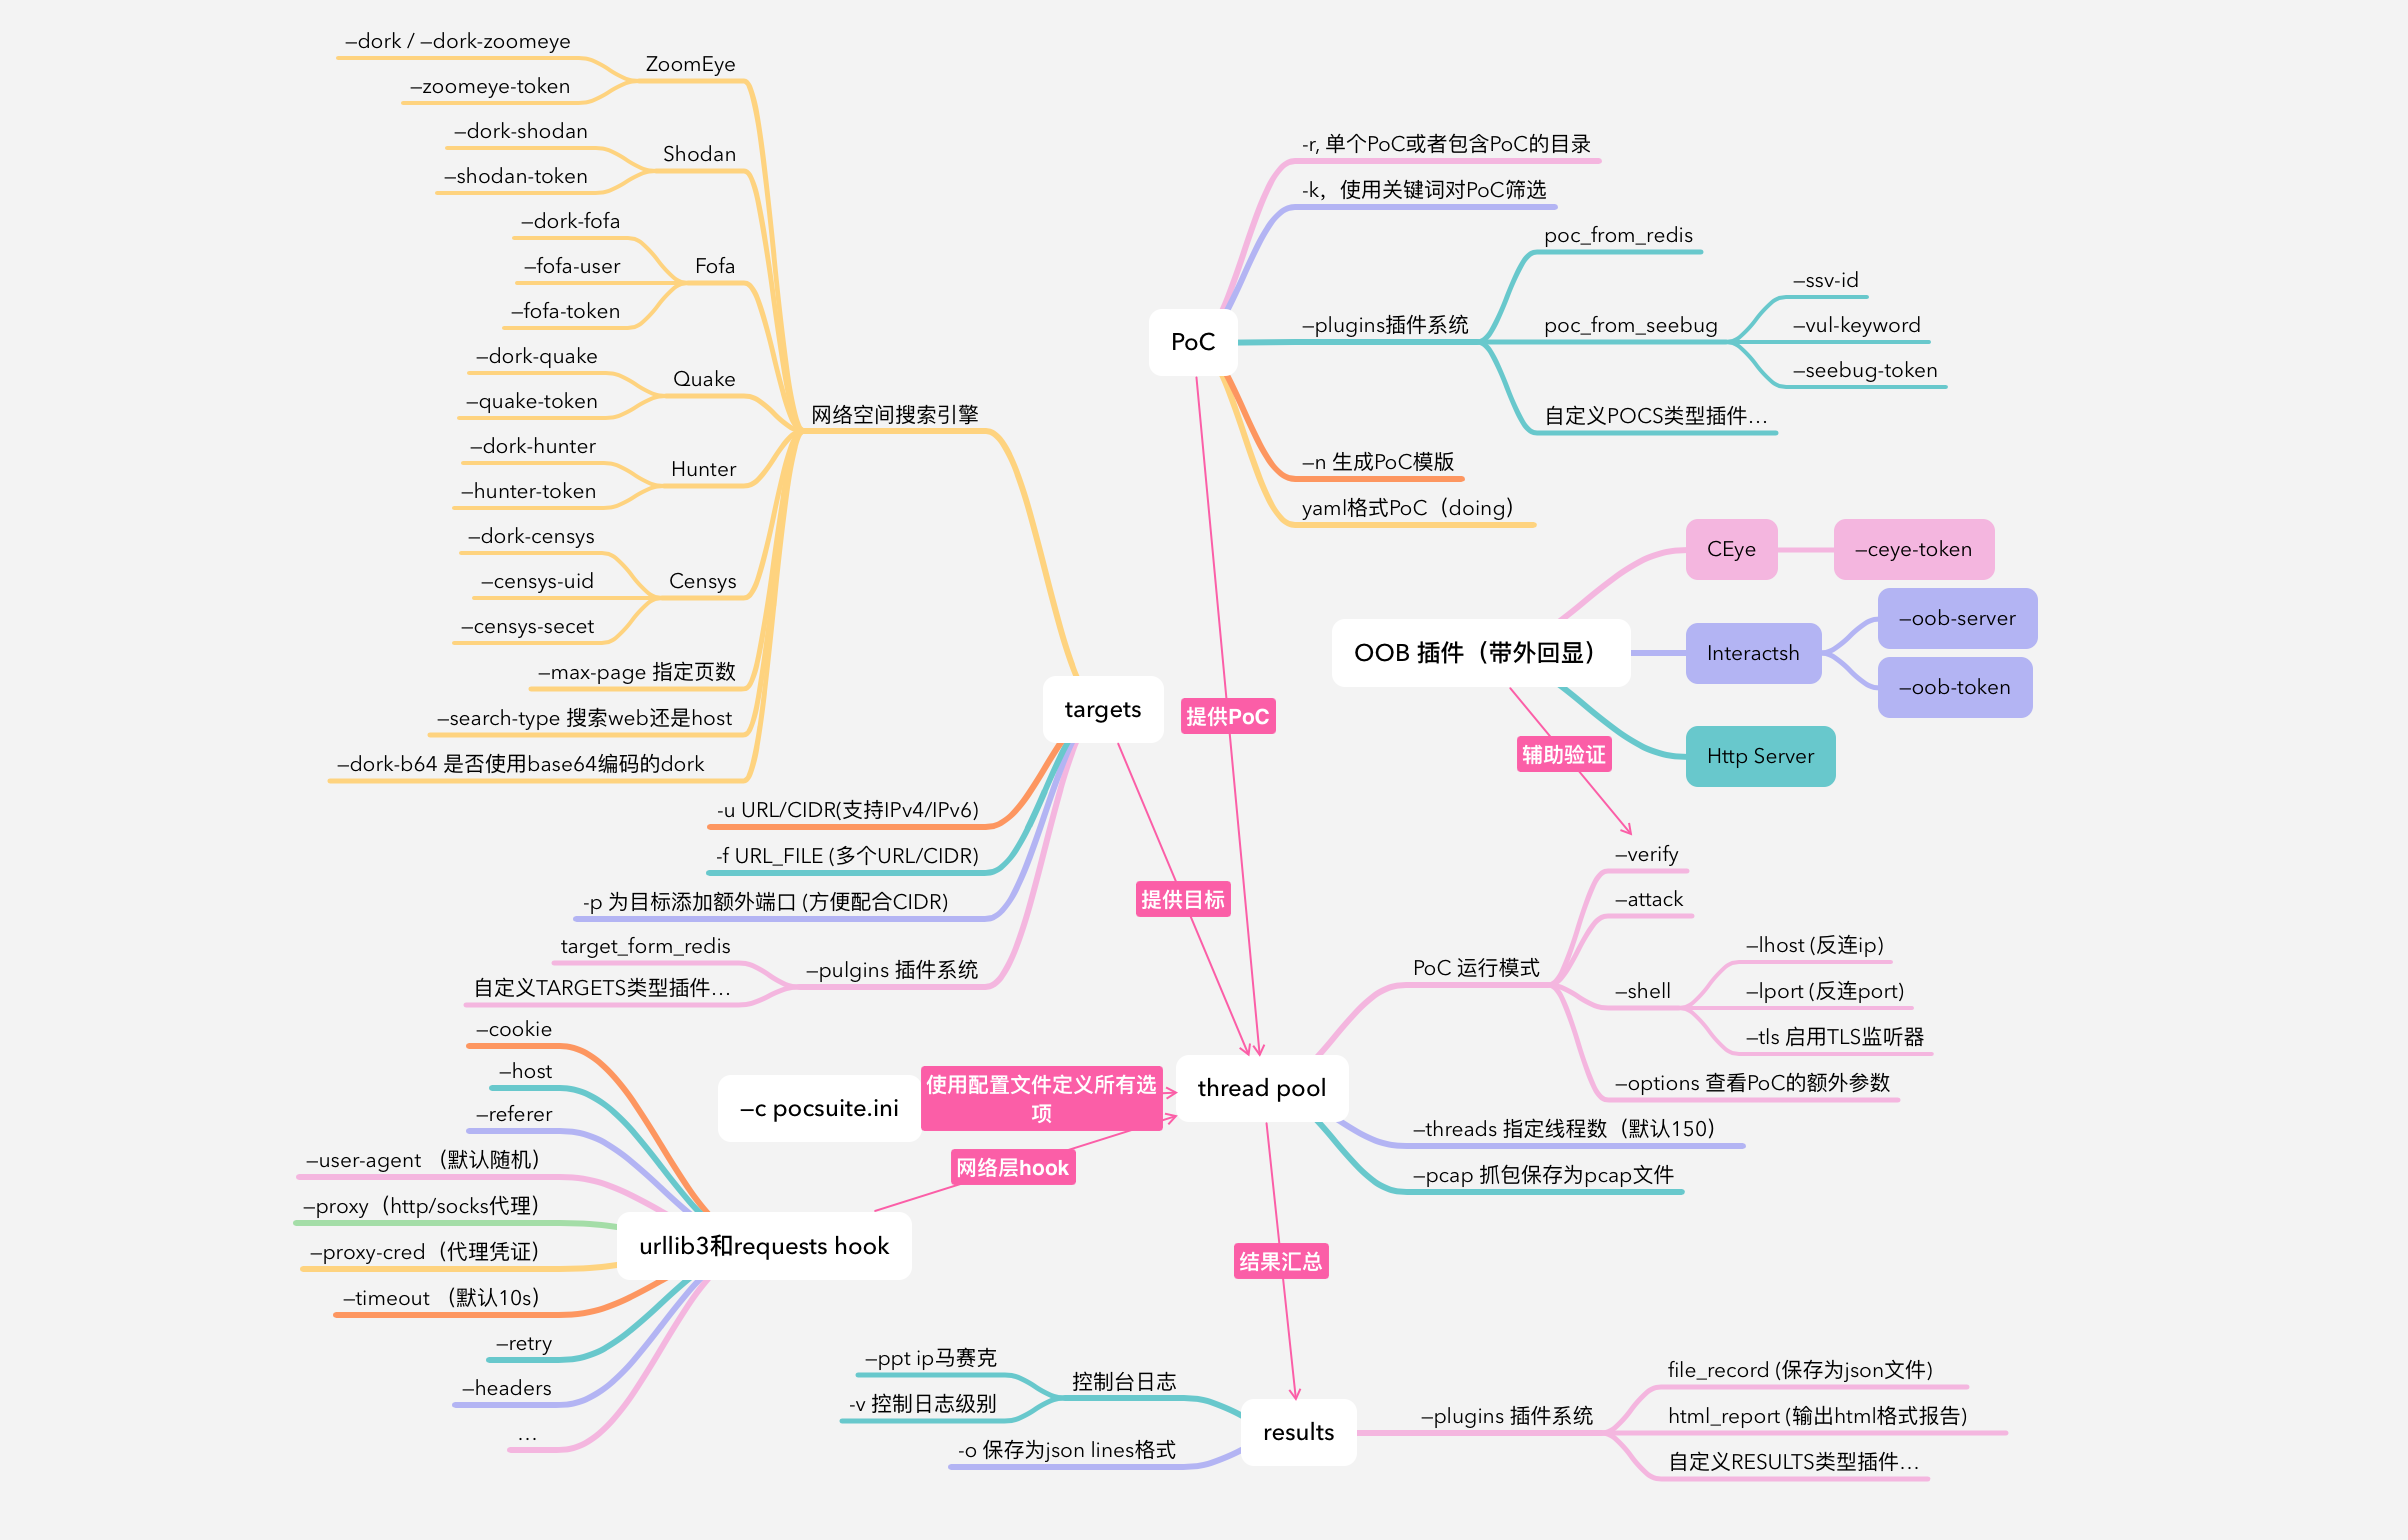 —dork / —dork-zoomeye
—zoomeye-token
ZoomEye
—dork-shodan
—shodan-token
Shodan
—dork-fofa
—fofa-user
—fofa-token
Fofa
—dork-quake
—quake-token
Quake
—dork-hunter
—hunter-token
Hunter
—dork-censys
—censys-uid
—censys-secet
Censys
—max-page 指定页数
—search-type 搜索web还是host
—dork-b64 是否使用base64编码的dork
网络空间搜索引擎
targets
-u URL/CIDR(支持IPv4/IPv6)
-f URL_FILE (多个URL/CIDR)
-p 为目标添加额外端口 (方便配合CIDR)
target_form_redis
自定义TARGETS类型插件...
—pulgins 插件系统
-r, 单个PoC或者包含PoC的目录
-k，使用关键词对PoC筛选
PoC
—plugins插件系统
poc_from_redis
poc_from_seebug
—ssv-id
—vul-keyword
—seebug-token
自定义POCS类型插件...
—n 生成PoC模版
yaml格式PoC（doing）
OOB 插件（带外回显）
CEye
—ceye-token
Interactsh
—oob-server
—oob-token
Http Server
提供PoC
辅助验证
提供目标
PoC 运行模式
—verify
—attack
—shell
—lhost (反连ip)
—lport (反连port)
—tls 启用TLS监听器
—options 查看PoC的额外参数
thread pool
—threads 指定线程数（默认150）
—pcap 抓包保存为pcap文件
—c pocsuite.ini
使用配置文件定义所有选
项
网络层hook
—cookie
—host
—referer
—user-agent （默认随机）
—proxy（http/socks代理）
—proxy-cred（代理凭证）
—timeout （默认10s）
—retry
—headers
...
urllib3和requests hook
结果汇总
—ppt ip马赛克
-v 控制日志级别
控制台日志
-o 保存为json lines格式
results
—plugins 插件系统
file_record (保存为json文件)
html_report (输出html格式报告)
自定义RESULTS类型插件...